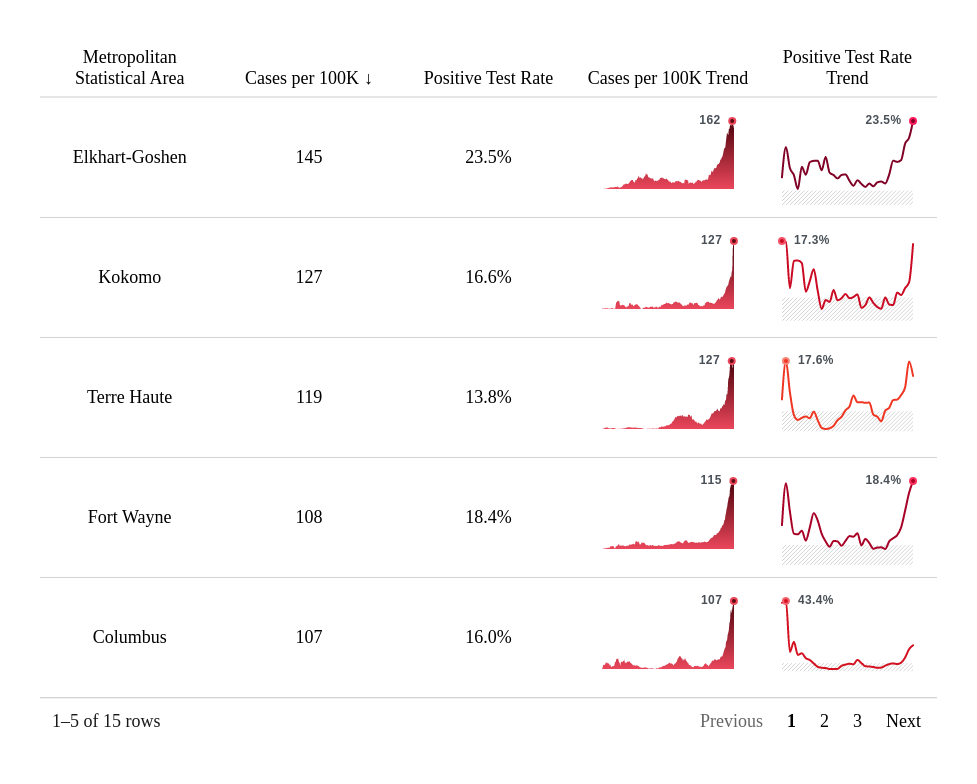 Metropolitan
Statistical Area
Cases per 100K ↓
Positive Test Rate
Cases per 100K Trend
Positive Test Rate
Trend
Elkhart-Goshen 145 23.5% 162 23.5%
Kokomo 127 16.6% 127 17.3%
Terre Haute 119 13.8% 127 17.6%
Fort Wayne 108 18.4% 115 18.4%
Columbus 107 16.0% 107 43.4%
1–5 of 15 rows Previous 1 2 3 Next